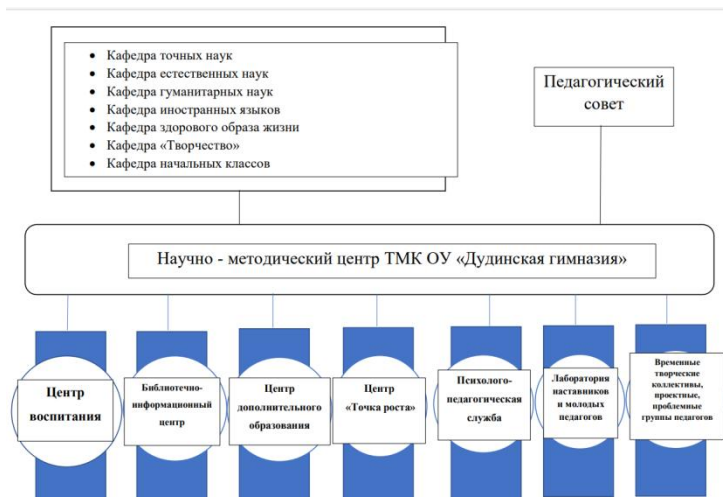 • Кафедра точных наук
• Кафедра естественных наук
• Кафедра гуманитарных наук
• Кафедра иностранных языков
• Кафедра здорового образа жизни
• Кафедра «Творчество»
• Кафедра начальных классов
Педагогический
совет
Научно - методический центр ТМК ОУ «Дудинская гимназия»
Центр
воспитания
Библиотечно-
информационный
центр
Центр
дополнительного
образования
Центр
«Точка роста»
Психолого-
педагогическая
служба
Лаборатория
наставников
и молодых
педагогов
Временные
творческие
коллективы,
проектные,
проблемные
группы педагогов